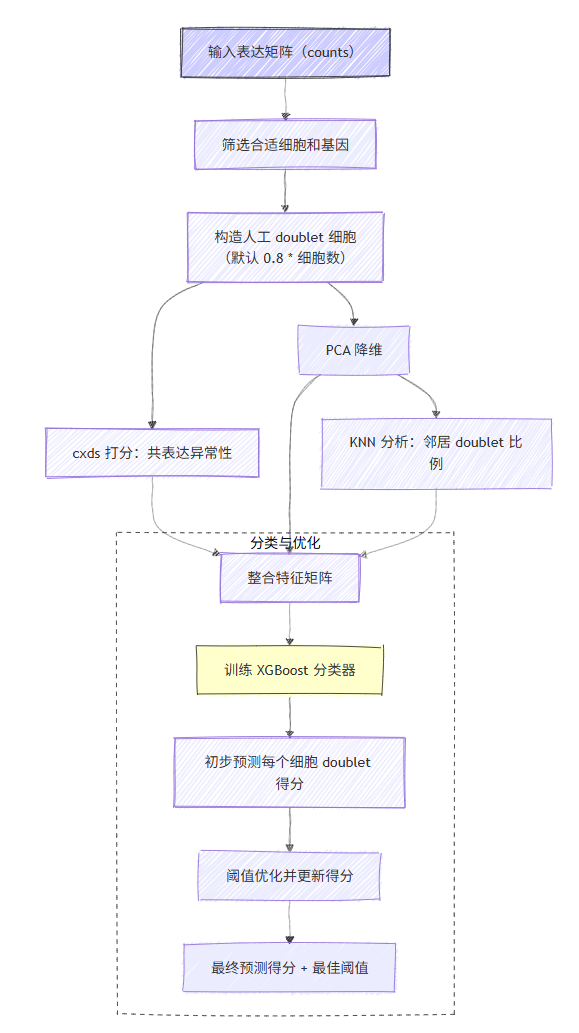 输入表达矩阵（counts）
筛选合适细胞和基因
构造人工 doublet 细胞
（默认 0.8 * 细胞数）
PCA 降维
cxds 打分：共表达异常性
KNN 分析：邻居 doublet 比
例
分类与优化
整合特征矩阵
训练 XGBoost 分类器
初步预测每个细胞 doublet
得分
阈值优化并更新得分
最终预测得分 + 最佳阈值